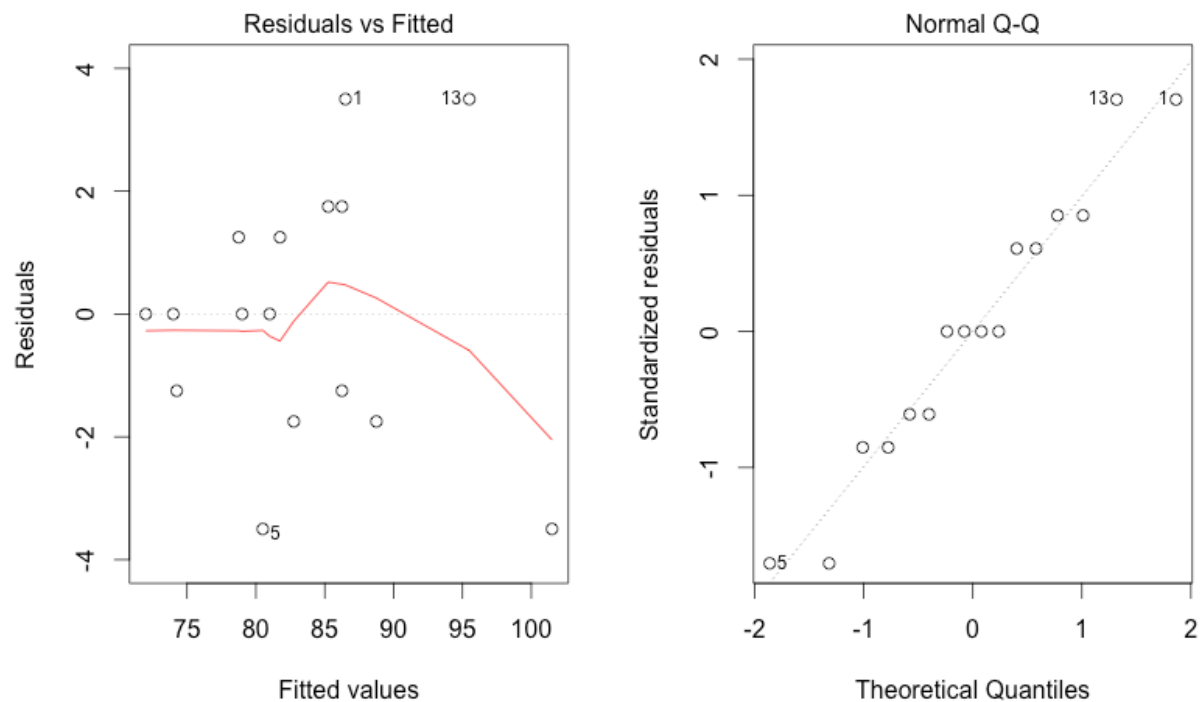 Residuals vs Fitted
Residuals
4
2
0
-2
-4
1
13
5
75 80 85 90 95 100
Fitted values
Normal Q-Q
Standardized residuals
2
1
0
-1
13
1
5
-2 -1 0 1 2
Theoretical Quantiles